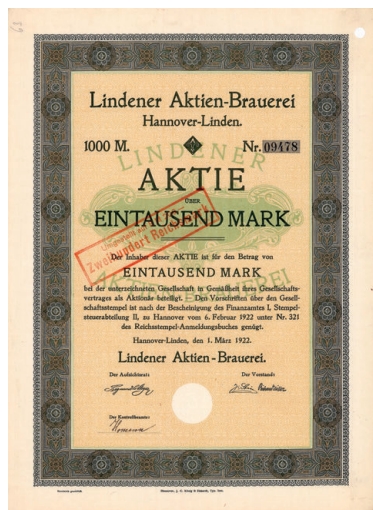 Lindener Aktien-Brauerei
Hannover-Linden.
1000 M. Nr. 09478
LINDENER
AKTIE
ÜBER
EINTAUSEND MARK
Umgestellt auf
Zweihundert Reichsmark
Der Inhaber dieser AKTIE ist für den Betrag von
EINTAUSEND MARK
bei der unterzeichneten Gesellschaft in Gemäßheit ihres Gesellschafts-
vertrages als Aktionär beteiligt. Den Vorschriften über den Gesell-
schaftsstempel ist nach der Bescheinigung des Finanzamtes I, Stempel-
steuerabteilung II, zu Hannover vom 6. Februar 1922 unter Nr. 321
des Reichsstempel-Anmeldungsbuches genügt.
Hannover-Linden, den 1. März 1922.
Lindener Aktien-Brauerei.
Der Aufsichtsrat: Der Vorstand:
Der Kontrollbeamte: